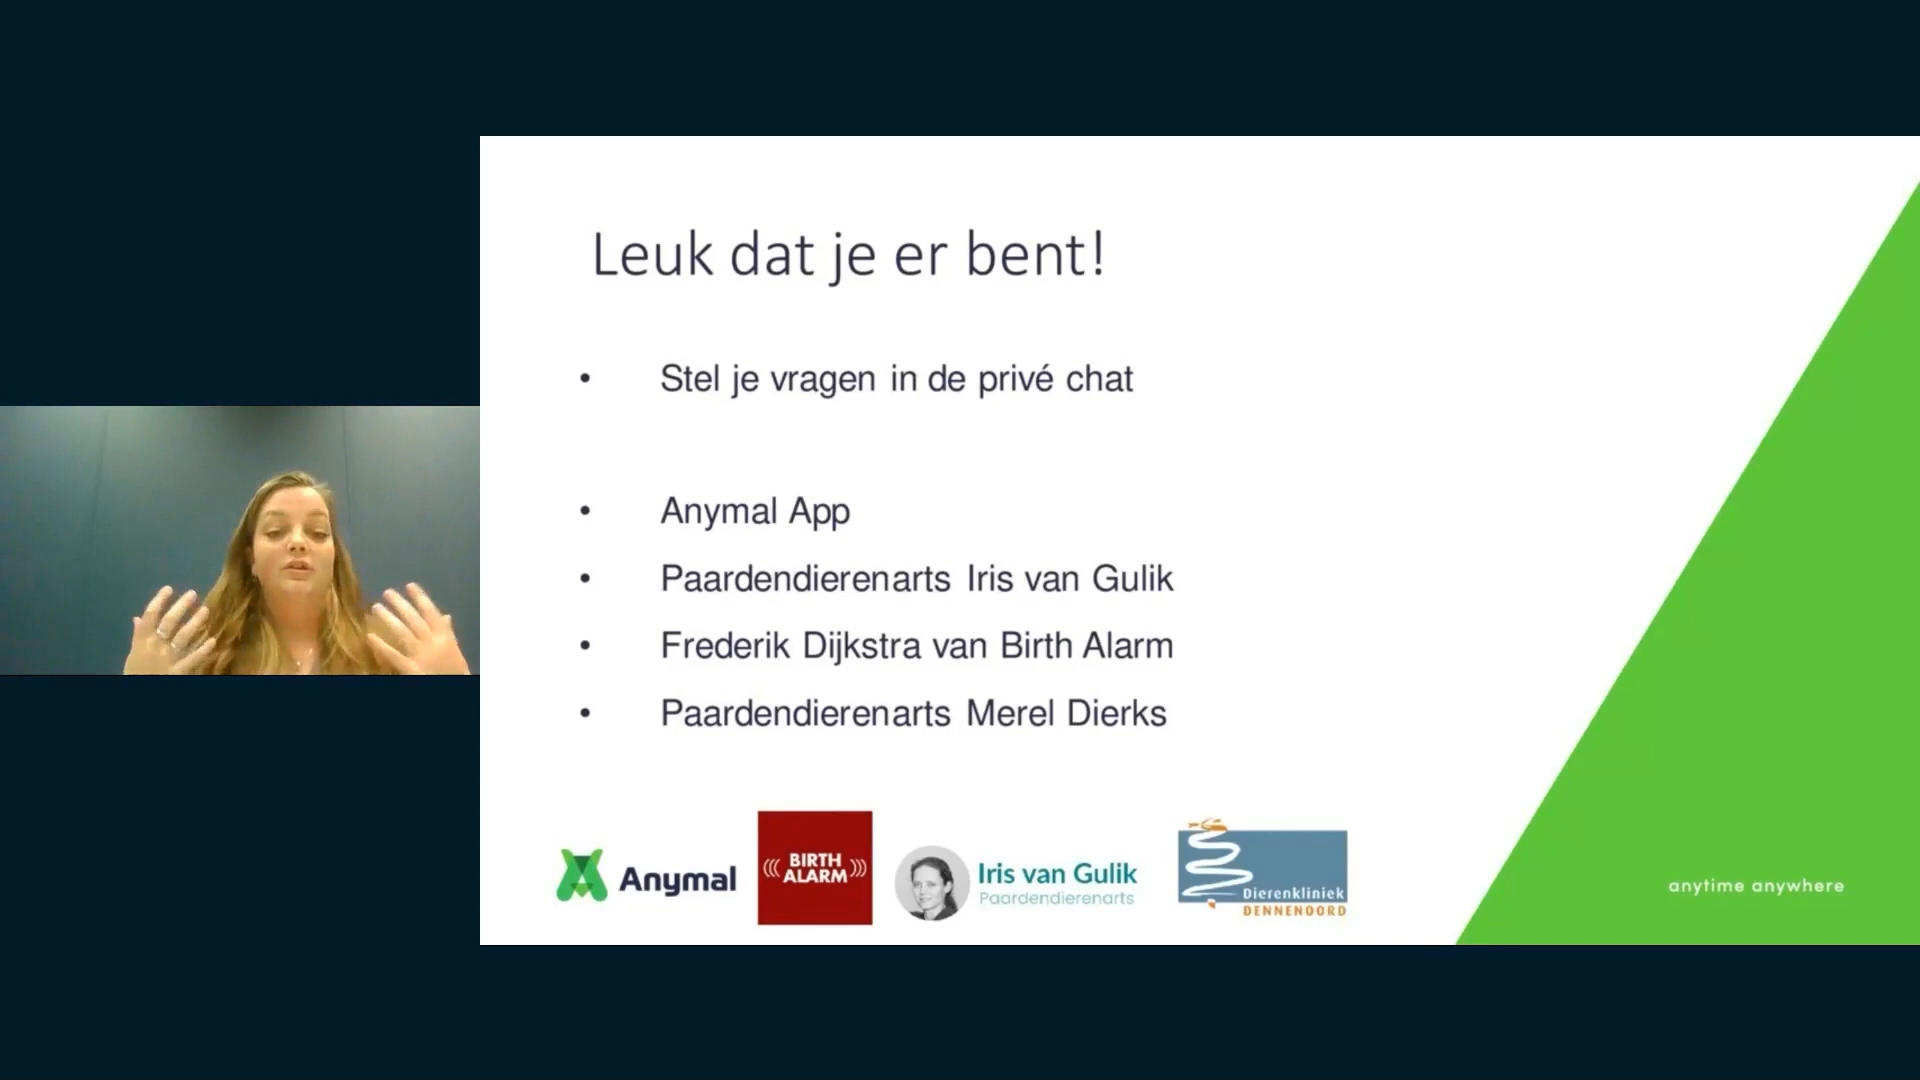 Leuk dat je er bent!
• Stel je vragen in de privé chat
• Anymal App
• Paardendierenarts Iris van Gulik
• Frederik Dijkstra van Birth Alarm
• Paardendierenarts Merel Dierks
Anymal
BIRTH
ALARM
Iris van Gulik
Paardendierenarts
Dierenkliniek
DENNENOORD
anytime anywhere